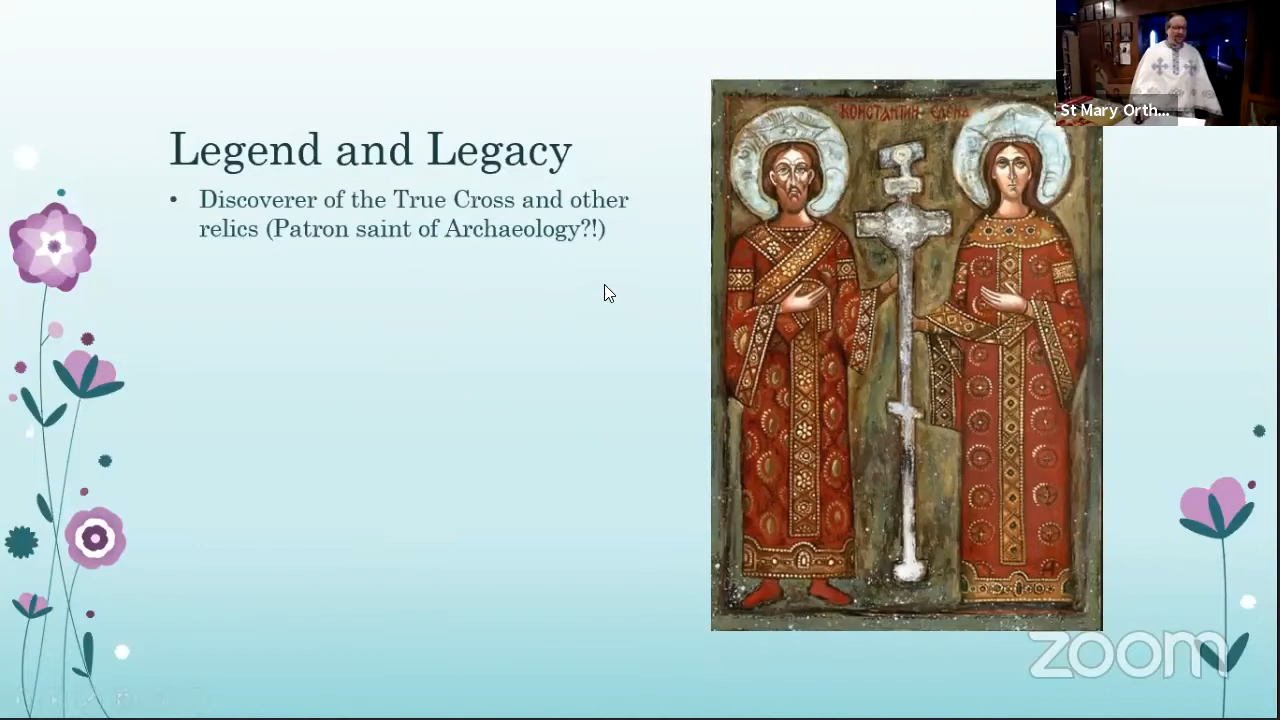 Legend and Legacy
• Discoverer of the True Cross and other
relics (Patron saint of Archaeology?!)
КОНСТАНТИН ЕЛЕНА
St Mary Orth...
zoom